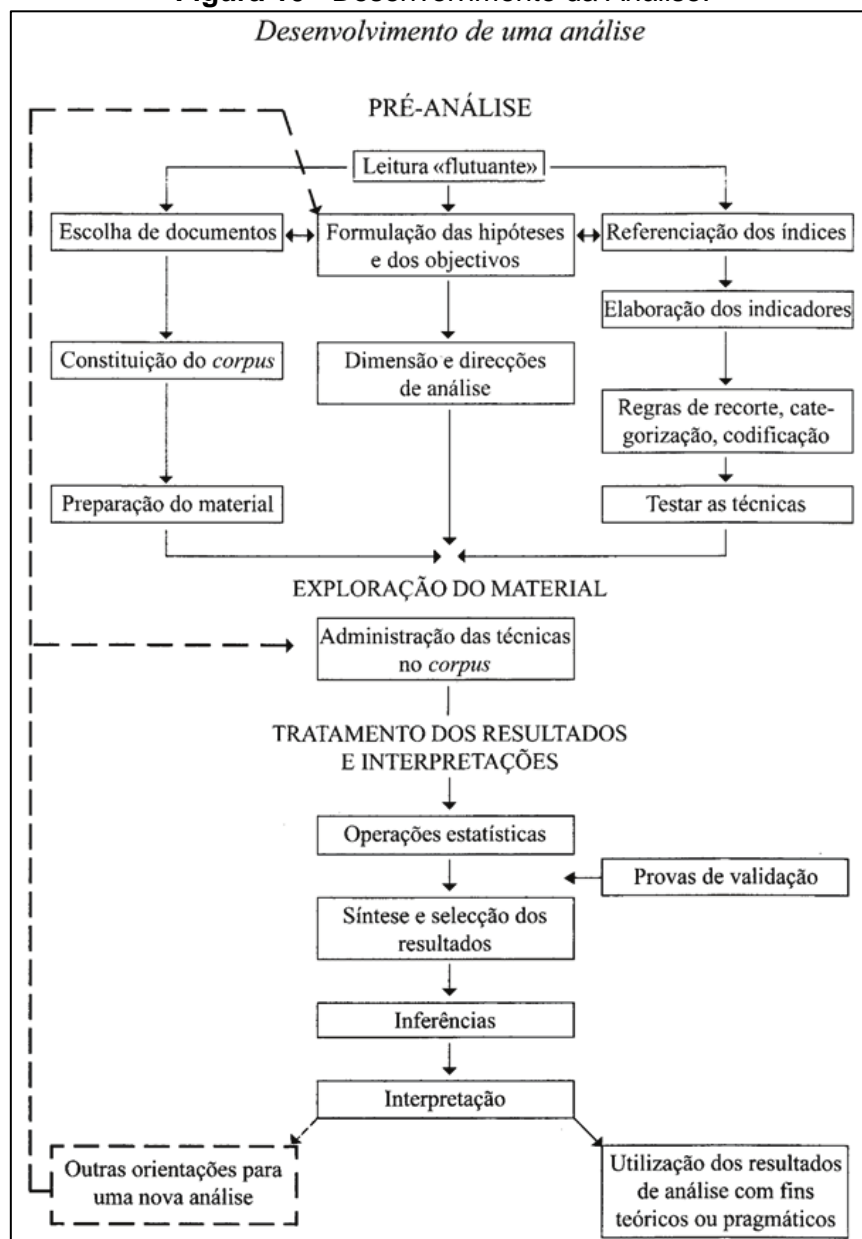 Desenvolvimento de uma análise
PRÉ-ANÁLISE
Leitura «flutuante»
Escolha de documentos
Formulação das hipóteses
e dos objectivos
Referenciação dos índices
Elaboração dos indicadores
Constituição do corpus
Dimensão e direcções
de análise
Regras de recorte, cate-
gorização, codificação
Preparação do material
Testar as técnicas
EXPLORAÇÃO DO MATERIAL
Administração das técnicas
no corpus
TRATAMENTO DOS RESULTADOS
E INTERPRETAÇÕES
Operações estatísticas
Provas de validação
Síntese e selecção dos
resultados
Inferências
Interpretação
Outras orientações para
uma nova análise
Utilização dos resultados
de análise com fins
teóricos ou pragmáticos